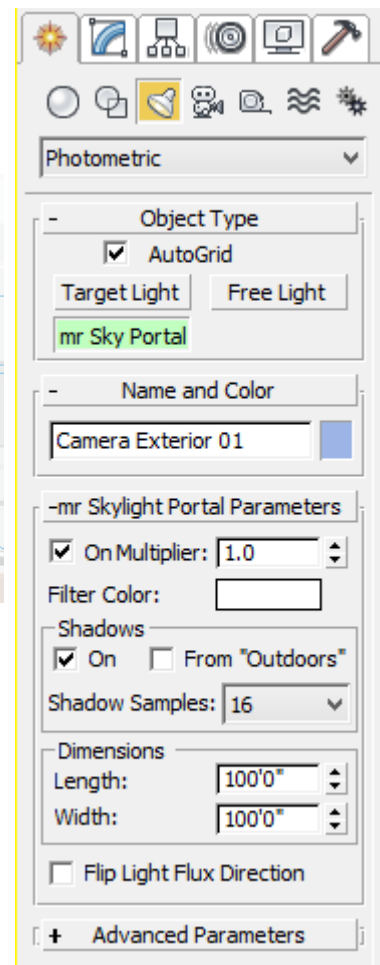 Photometric
- Object Type
AutoGrid
Target Light Free Light
mr Sky Portal
- Name and Color
Camera Exterior 01
-mr Skylight Portal Parameters
On Multiplier: 1.0
Filter Color:
Shadows
On From "Outdoors"
Shadow Samples: 16
Dimensions
Length: 100'0"
Width: 100'0"
Flip Light Flux Direction
+ Advanced Parameters